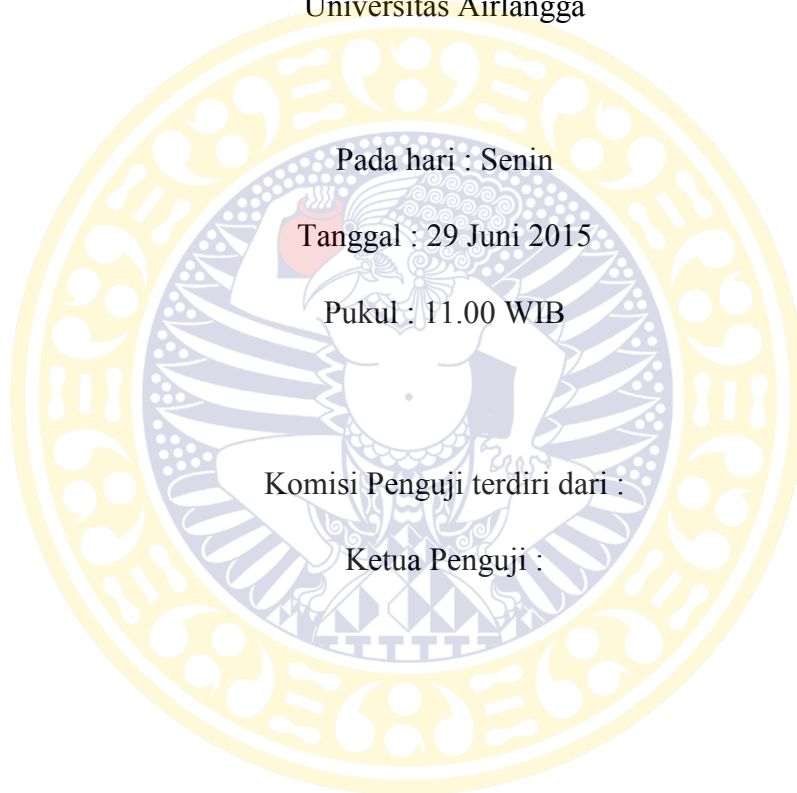 Universitas Airlangga
Pada hari : Senin
Tanggal : 29 Juni 2015
Pukul : 11.00 WIB
Komisi Penguji terdiri dari :
Ketua Penguji :